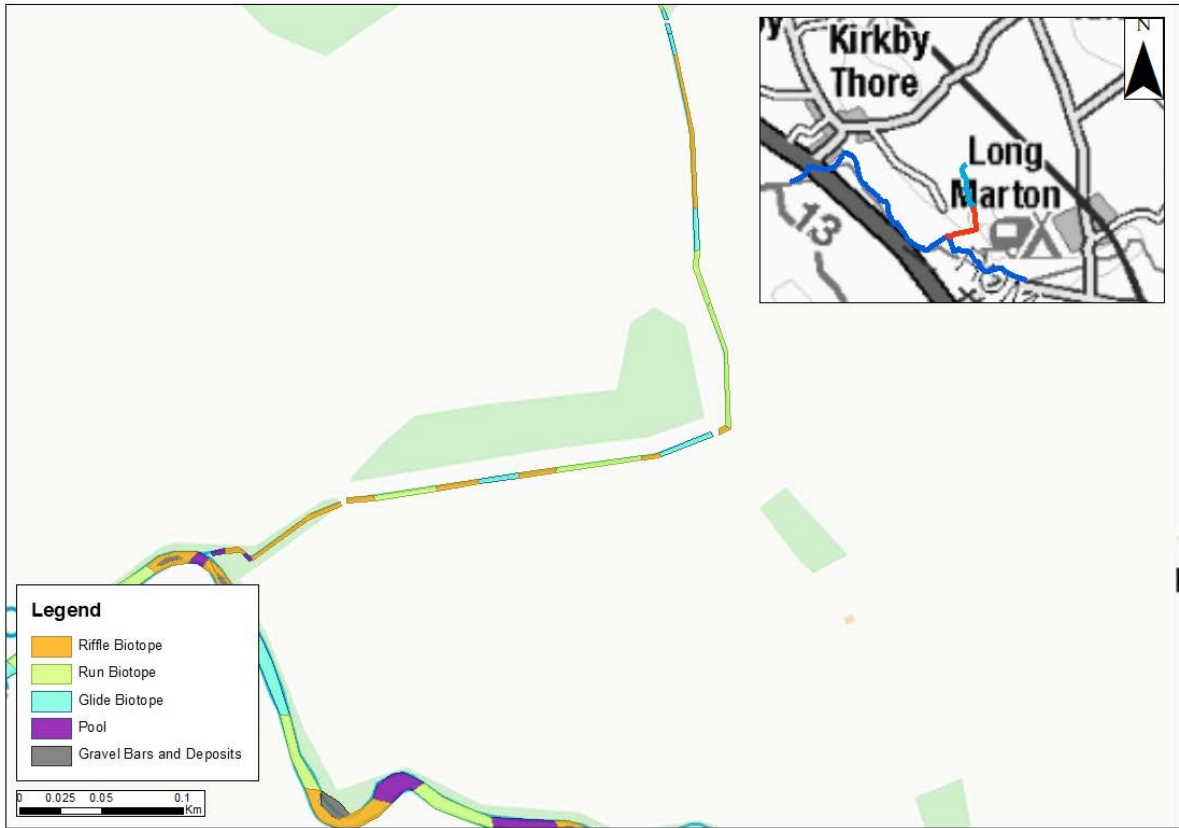 N
Kirkby
Thore
Long
Marton
13
Legend
Riffle Biotope
Run Biotope
Glide Biotope
Pool
Gravel Bars and Deposits
0 0.025 0.05 0.1
Km